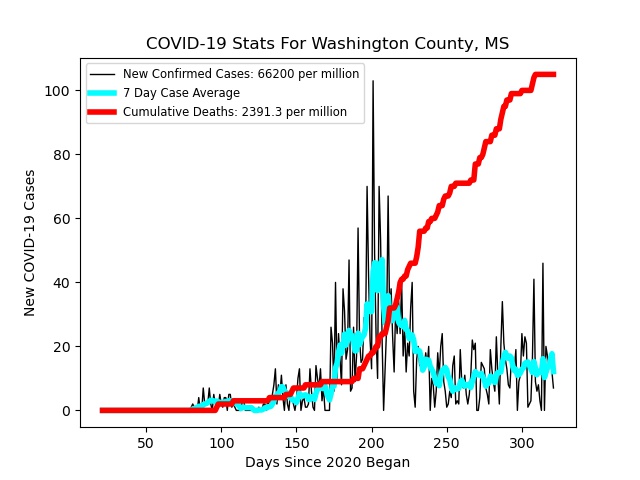 COVID-19 Stats For Washington County, MS
New Confirmed Cases: 66200 per million
7 Day Case Average
Cumulative Deaths: 2391.3 per million
New COVID-19 Cases
100
80
60
40
20
0
50 100 150 200 250 300
Days Since 2020 Began